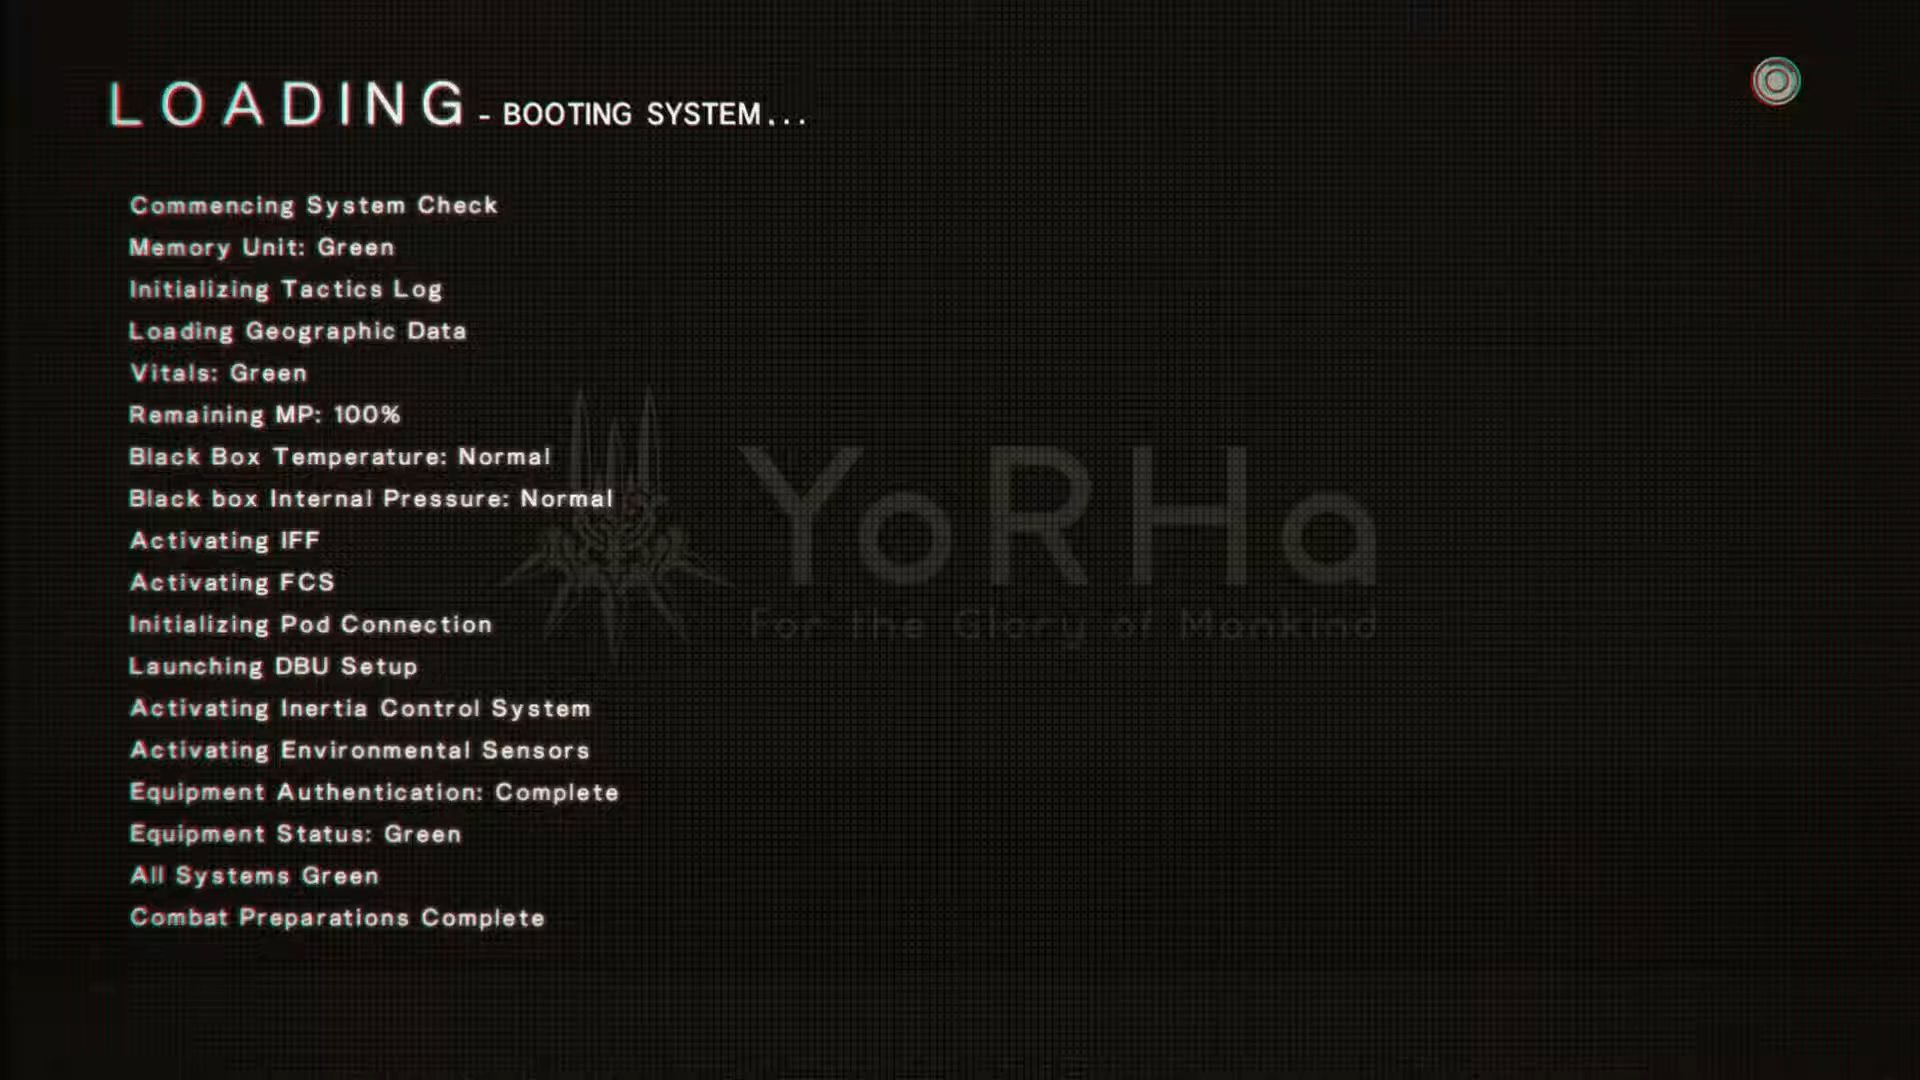 LOADING - BOOTING SYSTEM...
Commencing System Check
Memory Unit: Green
Initializing Tactics Log
Loading Geographic Data
Vitals: Green
Remaining MP: 100%
Black Box Temperature: Normal
Black box Internal Pressure: Normal
Activating IFF
Activating FCS
Initializing Pod Connection
Launching DBU Setup
Activating Inertia Control System
Activating Environmental Sensors
Equipment Authentication: Complete
Equipment Status: Green
All Systems Green
Combat Preparations Complete
YoRHa
For the Glory of Mankind